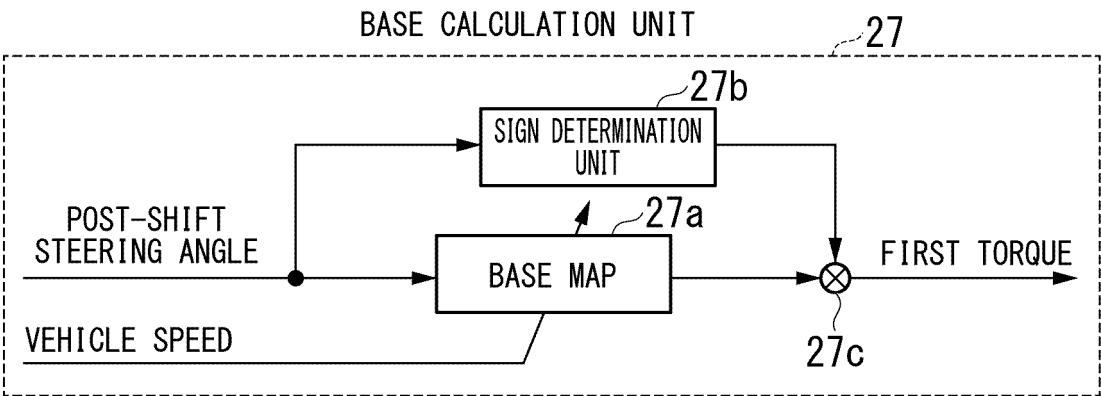 BASE CALCULATION UNIT
27
27b
SIGN DETERMINATION
UNIT
POST-SHIFT
STEERING ANGLE
27a
BASE MAP
FIRST TORQUE
VEHICLE SPEED
27c